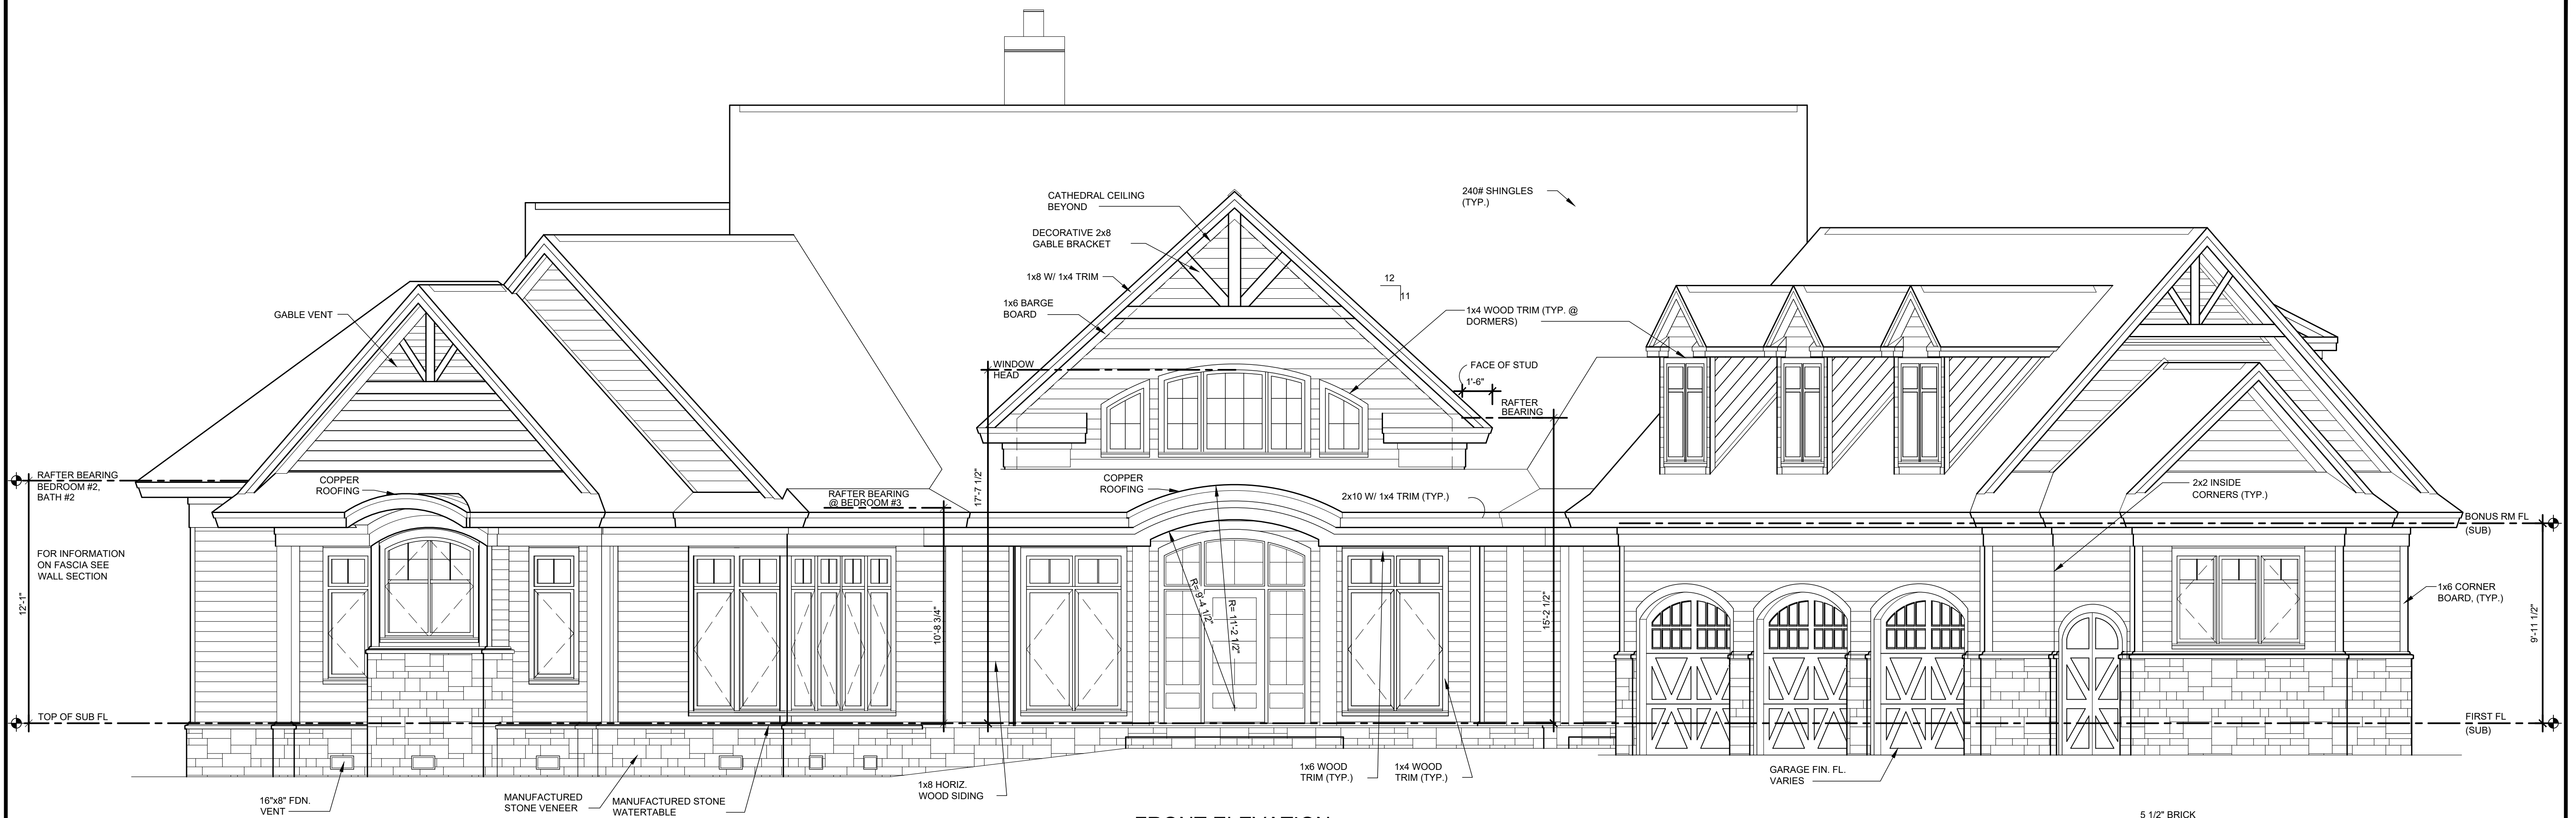 CATHEDRAL CEILING
BEYOND
DECORATIVE 2x8
GABLE BRACKET
1x8 W/ 1x4 TRIM
1x6 BARGE
BOARD
240# SHINGLES
(TYP.)
12
11
1x4 WOOD TRIM (TYP. @
DORMERS)
GABLE VENT
WINDOW
HEAD
FACE OF STUD
1'-6"
RAFTER
BEARING
RAFTER BEARING
BEDROOM #2,
BATH #2
COPPER
ROOFING
RAFTER BEARING
@ BEDROOM #3
17'-7 1/2"
COPPER
ROOFING
2x10 W/ 1x4 TRIM (TYP.)
2x2 INSIDE
CORNERS (TYP.)
BONUS RM FL
(SUB)
FOR INFORMATION
ON FASCIA SEE
WALL SECTION
12'-1"
10'-8 3/4"
R= 9'-4 1/2"
R= 11'-2 1/2"
15'-2 1/2"
1x6 CORNER
BOARD, (TYP.)
9'-11 1/2"
TOP OF SUB FL
FIRST FL
(SUB)
16"x8" FDN.
VENT
MANUFACTURED
STONE VENEER
MANUFACTURED STONE
WATERTABLE
1x8 HORIZ.
WOOD SIDING
1x6 WOOD
TRIM (TYP.)
1x4 WOOD
TRIM (TYP.)
GARAGE FIN. FL.
VARIES
FRONT ELEVATION
5 1/2" BRICK